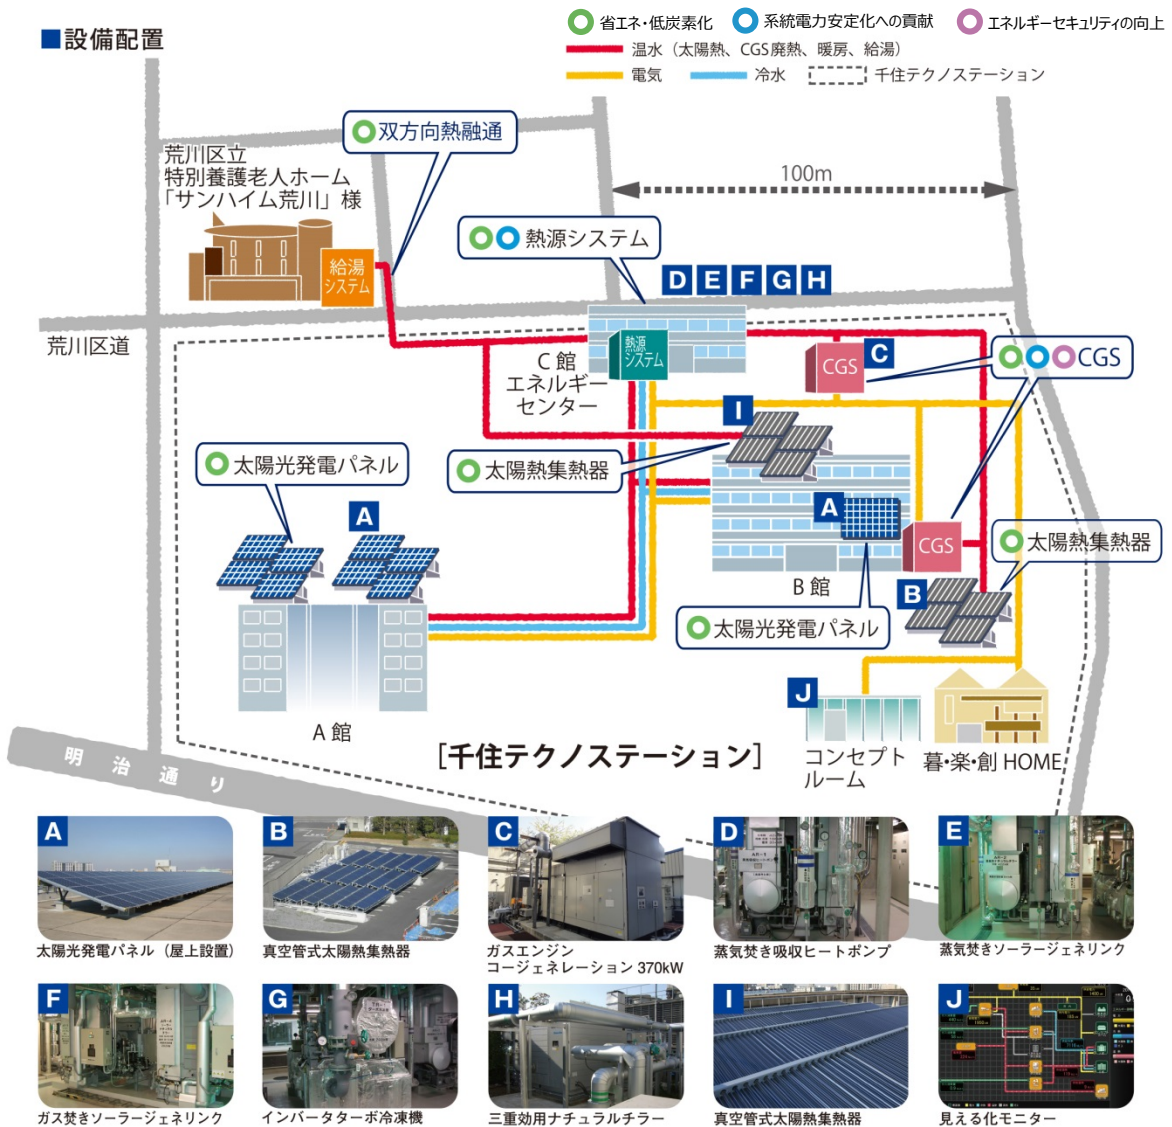 ■設備配置
省エネ・低炭素化
系統電力安定化への貢献
エネルギーセキュリティの向上
温水（太陽熱、CGS廃熱、暖房、給湯）
電気
冷水
千住テクノステーション
双方向熱融通
荒川区立
特別養護老人ホーム
「サンハイム荒川」様
給湯
システム
100m
熱源システム
D E F G H
荒川区道
熱源
システム
C館
エネルギー
センター
CGS
C
CGS
I
太陽熱集熱器
太陽光発電パネル
A
A
CGS
太陽熱集熱器
B館
B
太陽光発電パネル
A館
J
コンセプト
ルーム
暮・楽・創 HOME
［千住テクノステーション］
明治通り
A
太陽光発電パネル（屋上設置）
B
真空管式太陽熱集熱器
C
ガスエンジン
コージェネレーション 370kW
D
蒸気焚き吸収ヒートポンプ
E
蒸気焚きソーラージェネリンク
F
ガス焚きソーラージェネリンク
G
インバータターボ冷凍機
H
三重効用ナチュラルチラー
I
真空管式太陽熱集熱器
J
見える化モニター